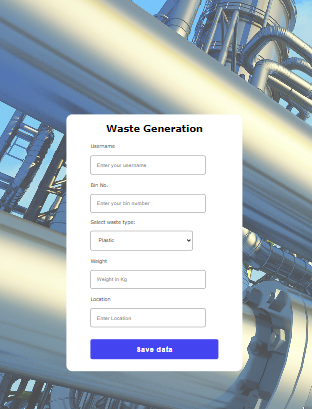 Waste Generation
Username
Enter your username
Bin No.
Enter your bin number
Select waste type:
Plastic
Weight
Weight in Kg
Location
Enter Location
Save data